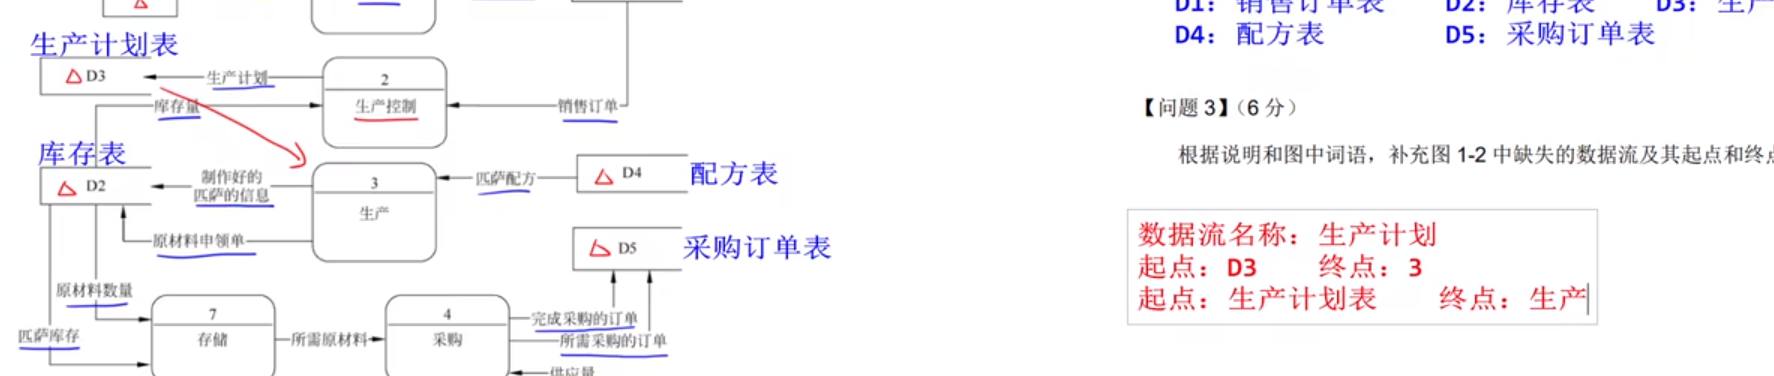 生产计划表
D3
生产计划
2
生产控制
库存量
销售订单
库存表
D2
制作好的
匹萨的信息
3
生产
匹萨配方
D4
配方表
原材料申领单
D5
采购订单表
原材料数量
匹萨库存
7
存储
所需原材料
4
采购
完成采购的订单
所需采购的订单
供应量
D1：销售订单表 D2：库存表 D3：生产
D4：配方表 D5：采购订单表
【问题 3】（6 分）
根据说明和图中词语，补充图 1-2 中缺失的数据流及其起点和终点
数据流名称：生产计划
起点：D3 终点：3
起点：生产计划表 终点：生产